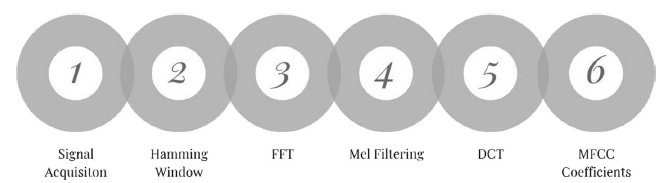 1 2 3 4 5 6
Signal Hamming FFT Mel Filtering DCT MFCC
Acquisiton Window Coefficients